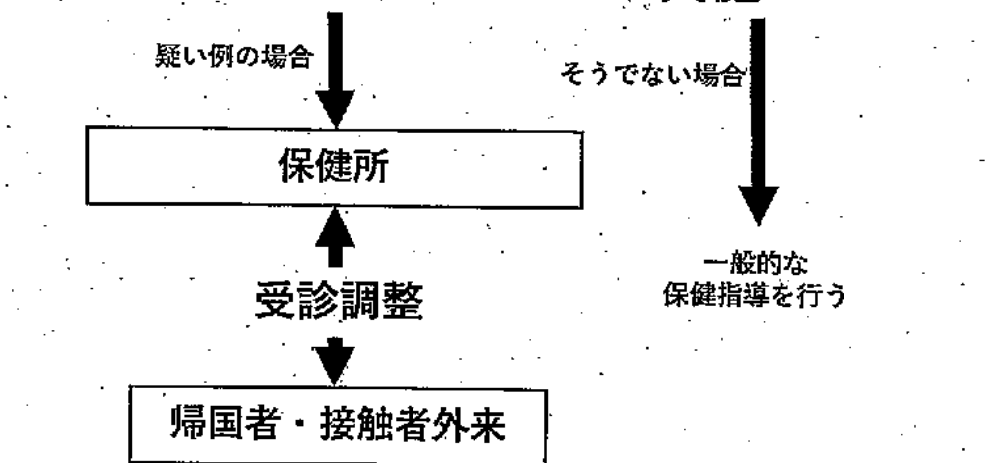 疑い例の場合
そうでない場合
保健所
一般的な
保健指導を行う
受診調整
帰国者・接触者外来